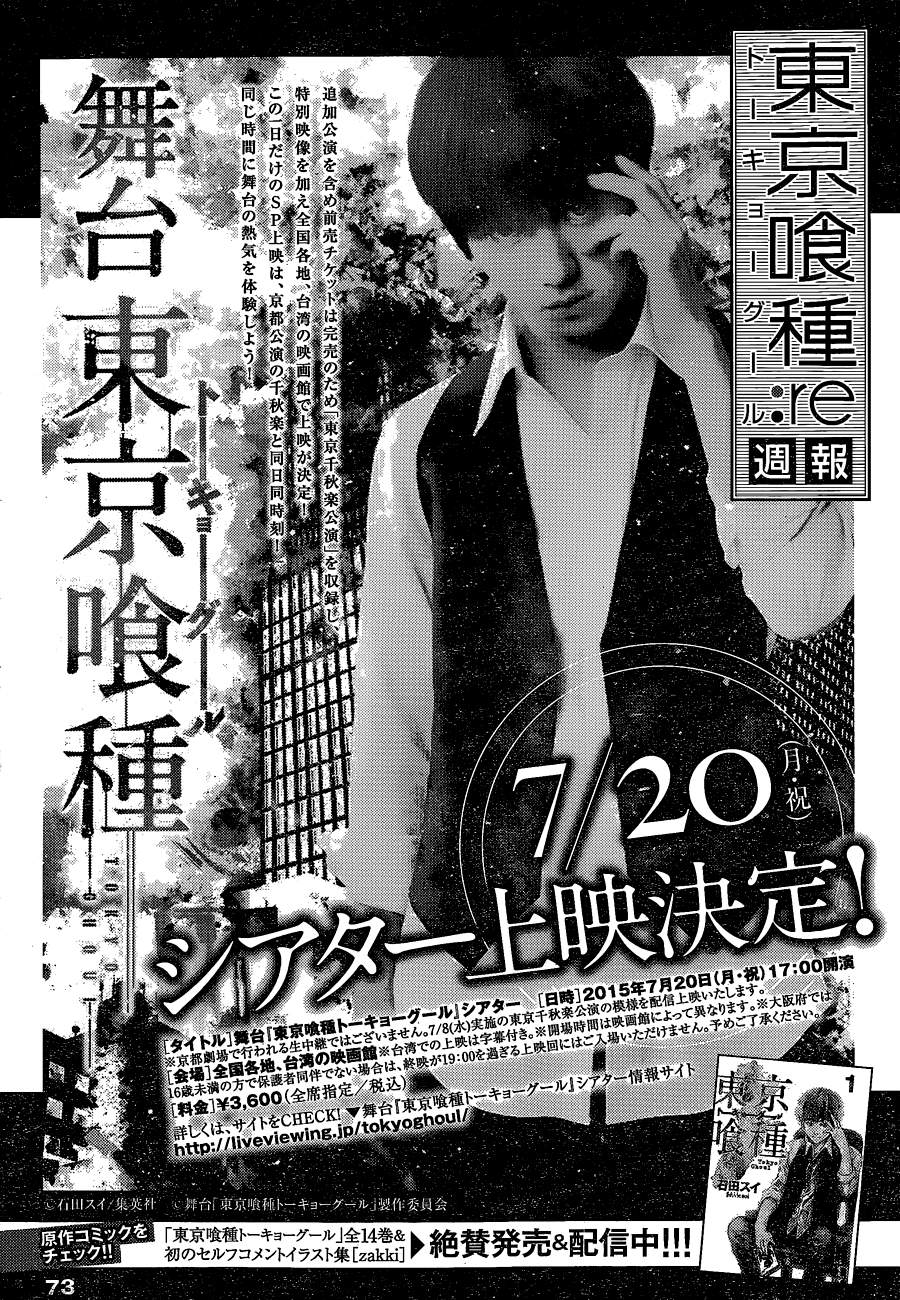 東京喰種:re
トーキョーグール
週報
追加公演を含め前売チケットは完売のため「東京千秋楽公演」を収録し、
特別映像を加え全国各地、台湾の映画館で上映が決定!
この一日だけのSP上映は、京都公演の千秋楽と同日同時刻!
同じ時間に舞台の熱気を体験しよう!
舞台 東京喰種
トーキョーグール
TOKYO GHOUL
7/20(月・祝)
シアター上映決定!
[タイトル]舞台『東京喰種トーキョーグール』シアター [日時]2015年7月20日(月・祝)17:00開演
※京都劇場で行われる生中継ではございません。7/8(水)実施の東京千秋楽公演の模様を配信上映いたします。
[会場]全国各地、台湾の映画館※台湾での上映は字幕付き。※開場時間は映画館によって異なります。※大阪府では
16歳未満の方で保護者同伴でない場合は、終映が19:00を過ぎる上映回にはご入場いただけません。予めご了承ください。
[料金]¥3,600(全席指定/税込)
詳しくは、サイトをCHECK!▼舞台『東京喰種トーキョーグール』シアター情報サイト
http://liveviewing.jp/tokyoghoul/
1
東京
喰種
Tokyo Ghoul
石田スイ
©石田スイ/集英社 ©舞台「東京喰種トーキョーグール」製作委員会
原作コミックを
チェック!!
「東京喰種トーキョーグール」全14巻&
初のセルフコメントイラスト集[zakki]
▶絶賛発売&配信中!!!
73